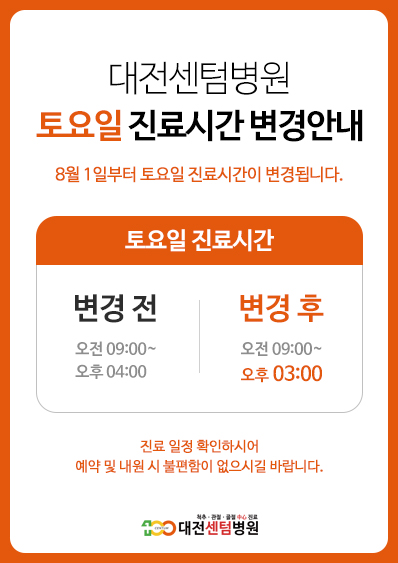 대전센텀병원
토요일 진료시간 변경안내
8월 1일부터 토요일 진료시간이 변경됩니다.
토요일 진료시간
변경 전
오전 09:00~
오후 04:00
변경 후
오전 09:00~
오후 03:00
진료 일정 확인하시어
예약 및 내원 시 불편함이 없으시길 바랍니다.
척추·관절·골절 中心 진료
대전센텀병원